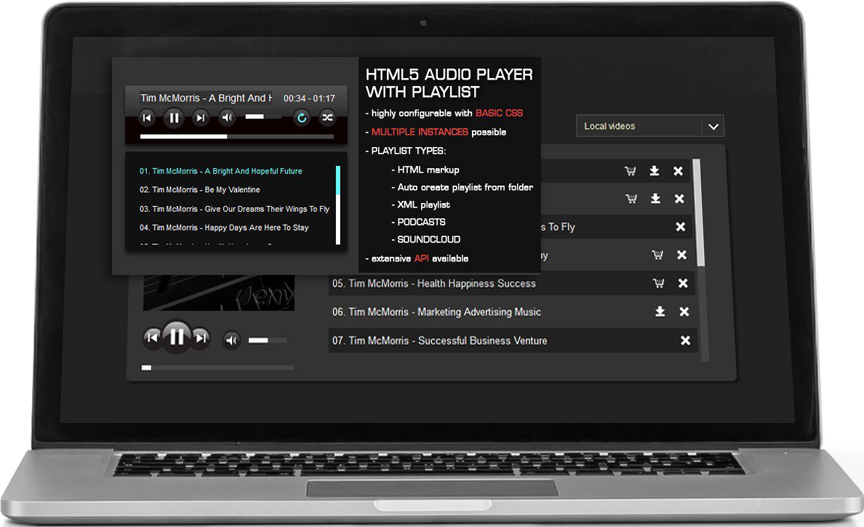 Tim McMorris - A Bright And H
00:34 - 01:17
01. Tim McMorris - A Bright And Hopeful Future
02. Tim McMorris - Be My Valentine
03. Tim McMorris - Give Our Dreams Their Wings To Fly
04. Tim McMorris - Happy Days Are Here To Stay
HTML5 AUDIO PLAYER
WITH PLAYLIST
- highly configurable with BASIC CSS
- MULTIPLE INSTANCES possible
- PLAYLIST TYPES:
- HTML markup
- Auto create playlist from folder
- XML playlist
- PODCASTS
- SOUNDCLOUD
- extensive API available
Local videos
s To Fly
05. Tim McMorris - Health Happiness Success
06. Tim McMorris - Marketing Advertising Music
07. Tim McMorris - Successful Business Venture